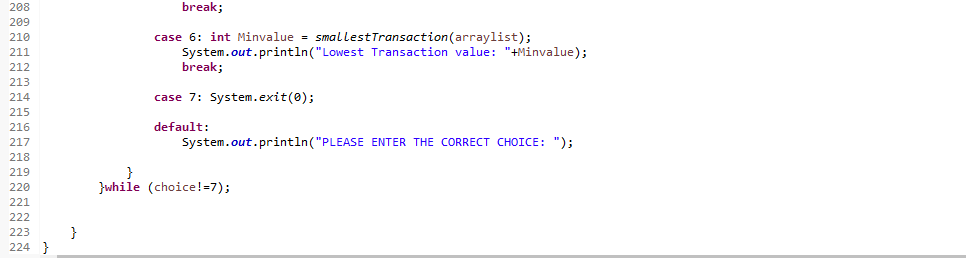 208                     break;
209
210                 case 6: int Minvalue = smallestTransaction(arraylist);
211                     System.out.println("Lowest Transaction value: "+Minvalue);
212                     break;
213
214                 case 7: System.exit(0);
215
216                 default:
217                     System.out.println("PLEASE ENTER THE CORRECT CHOICE: ");
218
219             }
220         }while (choice!=7);
221
222
223     }
224 }